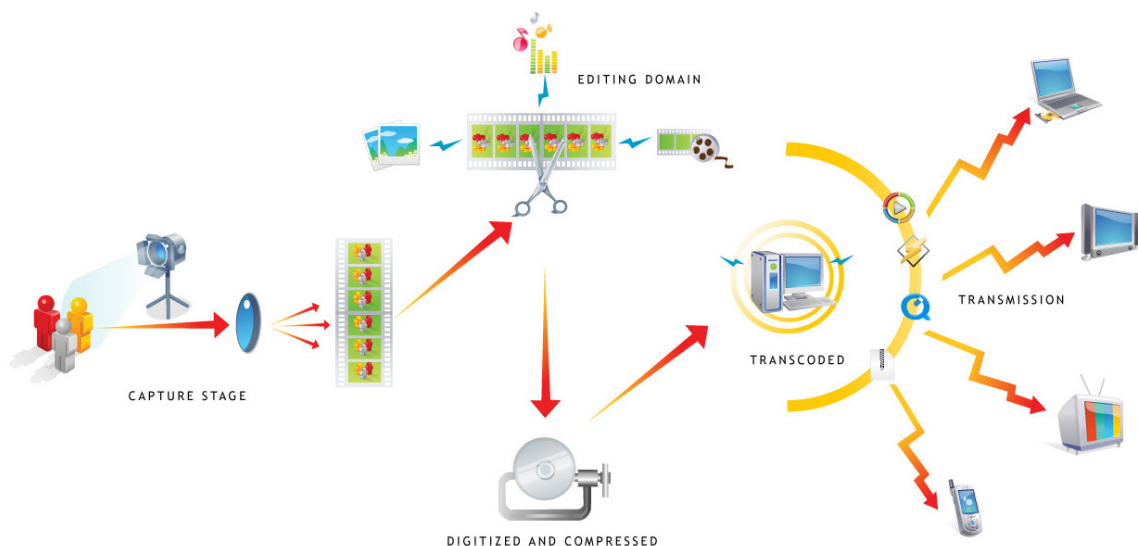 EDITING DOMAIN
CAPTURE STAGE
TRANSCODED
TRANSMISSION
DIGITIZED AND COMPRESSED